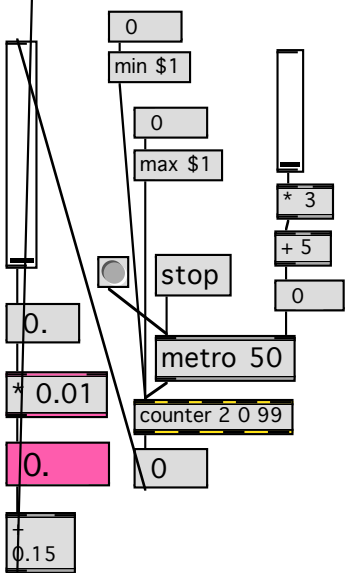 0
min $1
0
max $1
* 3
+ 5
0
stop
0.
metro 50
* 0.01
counter 2 0 99
0.
0
+
0.15